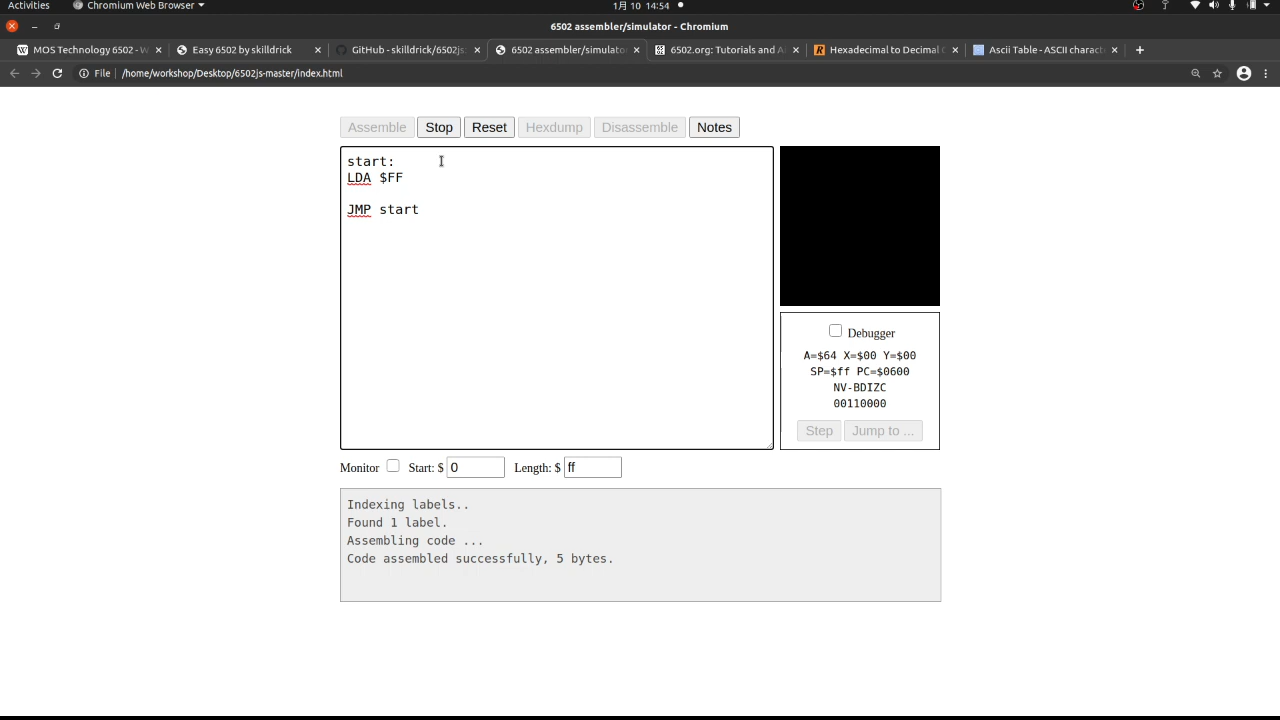 Activities Chromium Web Browser 1月 10 14:54
6502 assembler/simulator - Chromium
MOS Technology 6502 - W Easy 6502 by skilldrick GitHub - skilldrick/6502js: 6502 assembler/simulator 6502.org: Tutorials and A Hexadecimal to Decimal C Ascii Table - ASCII charact
File /home/workshop/Desktop/6502js-master/index.html
Assemble Stop Reset Hexdump Disassemble Notes
start:
LDA $FF
JMP start
Debugger
A=$64 X=$00 Y=$00
SP=$ff PC=$0600
NV-BDIZC
00110000
Step Jump to ...
Monitor Start: $ 0 Length: $ ff
Indexing labels..
Found 1 label.
Assembling code ...
Code assembled successfully, 5 bytes.